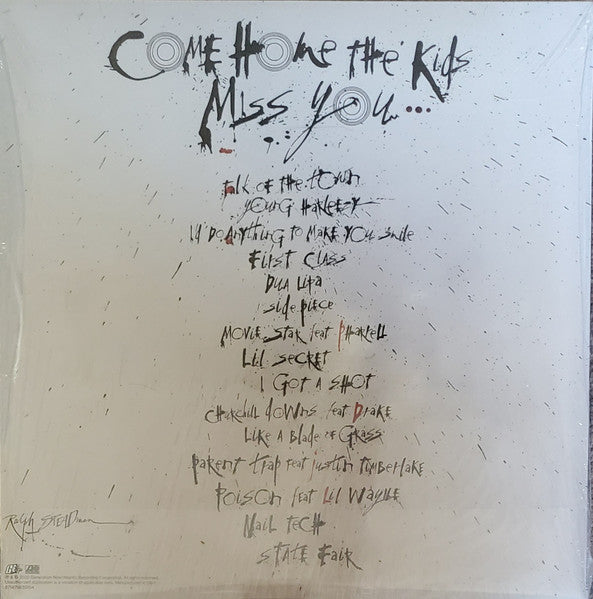 COME HOME THE KIDS
MISS YOU...
talk of the town
YOUNG HARLEEZY
I'd DO ANYthING TO MAKE YOU Smile
FIRST CLASS
DUA LIPA
side piece
MOVIE STAR feat PHARRELL
LIL SECRET
I GOT A SHOT
CHURCHILL DOWNS feat DRAKE
LIKE A BLADE OF GRASS
PARENT TRAP feat JUSTIN TIMBERLAKE
POISON feat LIL WAYNE
NAIL TECH
STATE FAIR
Ralph STEADman